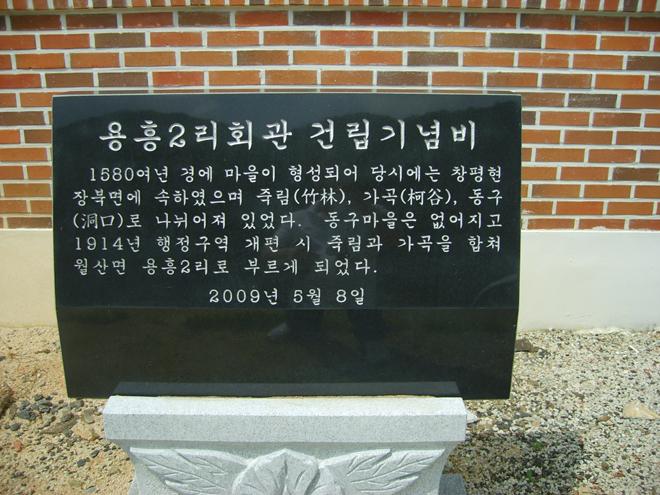 용흥2리회관 건립기념비
1580여년 경에 마을이 형성되어 당시에는 창평현
장북면에 속하였으며 죽림(竹林), 가곡(柯谷), 동구
(洞口)로 나뉘어져 있었다. 동구마을은 없어지고
1914년 행정구역 개편 시 죽림과 가곡을 합쳐
월산면 용흥2리로 부르게 되었다.
2009년 5월 8일